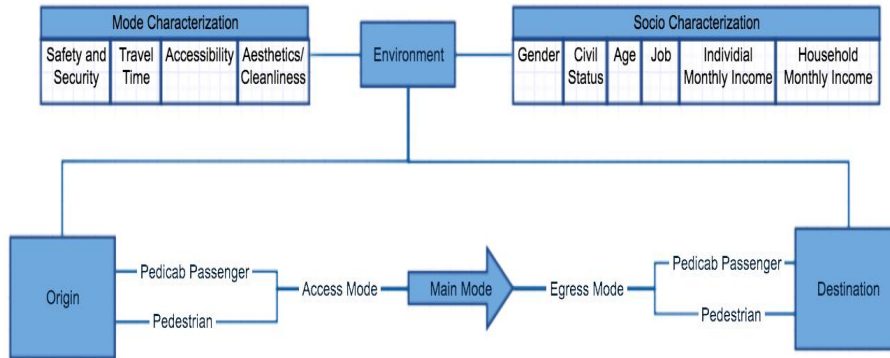 Mode Characterization
Safety and
Security
Travel
Time
Accessibility
Aesthetics/
Cleanliness
Environment
Socio Characterization
Gender
Civil
Status
Age
Job
Individial
Monthly Income
Household
Monthly Income
Origin
Pedicab Passenger
Pedestrian
Access Mode
Main Mode
Egress Mode
Pedicab Passenger
Pedestrian
Destination